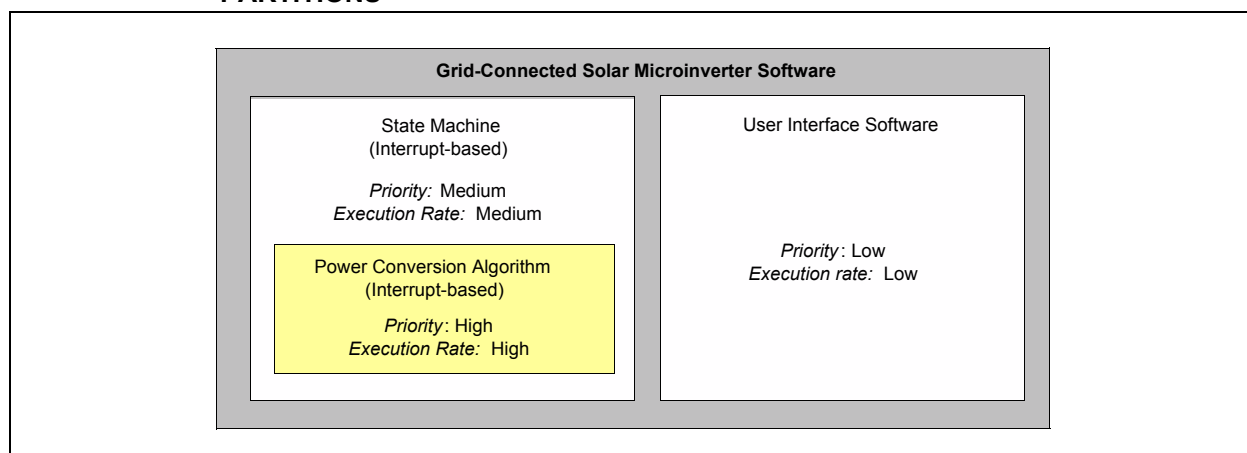 PARTITIONS
Grid-Connected Solar Microinverter Software
State Machine
(Interrupt-based)
Priority: Medium
Execution Rate: Medium
Power Conversion Algorithm
(Interrupt-based)
Priority: High
Execution Rate: High
User Interface Software
Priority: Low
Execution rate: Low